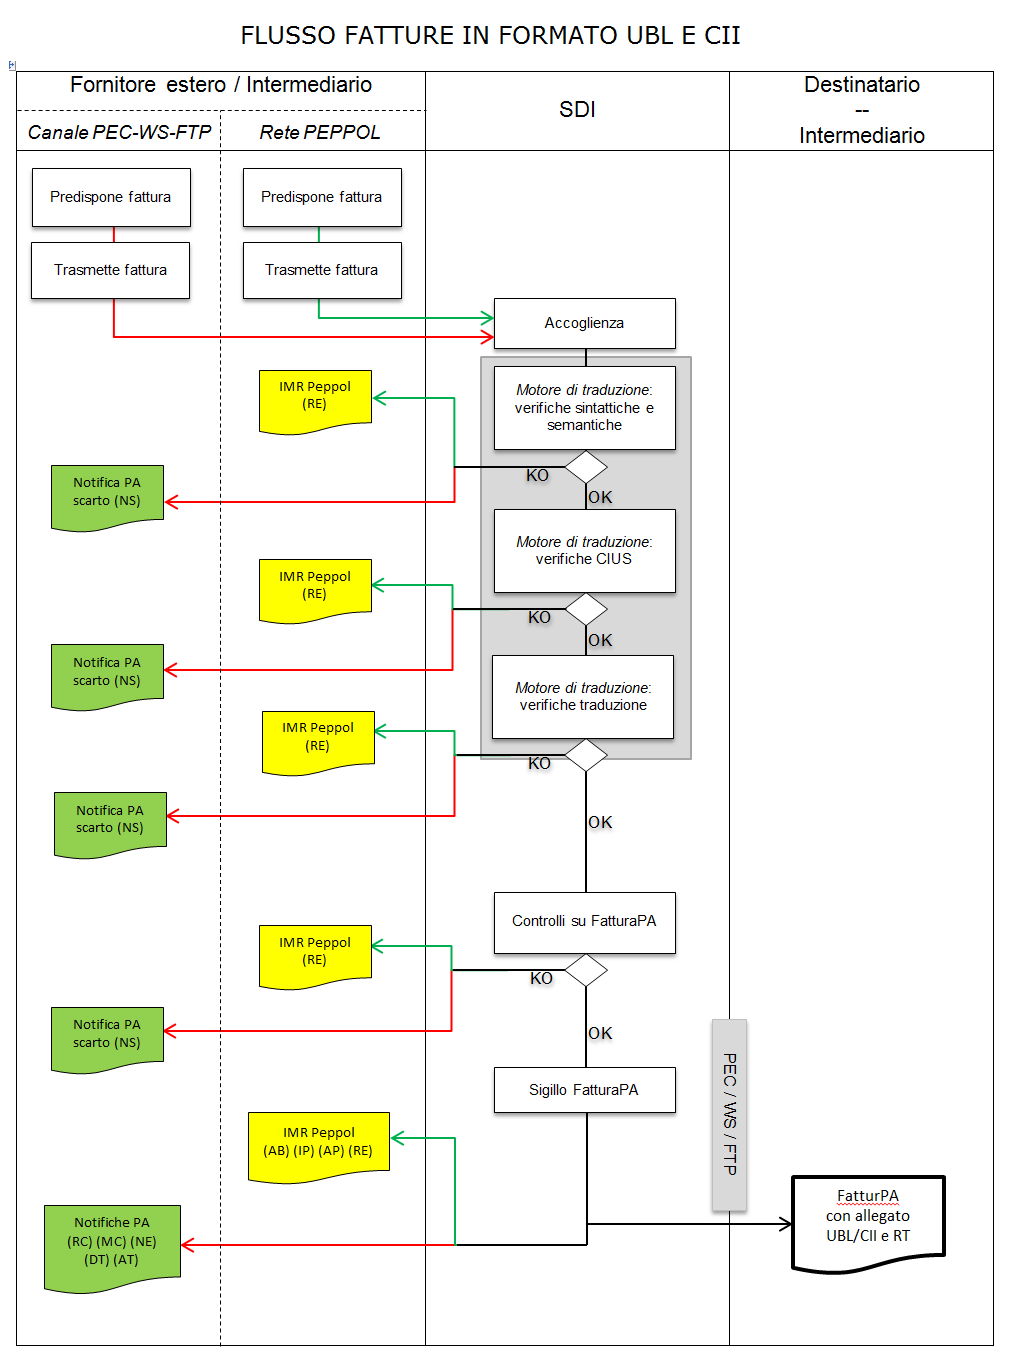 FLUSSO FATTURE IN FORMATO UBL E CII
Fornitore estero / Intermediario
Canale PEC-WS-FTP
Rete PEPPOL
SDI
Destinatario
--
Intermediario
Predispone fattura
Predispone fattura
Trasmette fattura
Trasmette fattura
Accoglienza
Motore di traduzione:
verifiche sintattiche e
semantiche
IMR Peppol
(RE)
KO
OK
Notifica PA
scarto (NS)
Motore di traduzione:
verifiche CIUS
IMR Peppol
(RE)
KO
OK
Notifica PA
scarto (NS)
Motore di traduzione:
verifiche traduzione
IMR Peppol
(RE)
KO
OK
Notifica PA
scarto (NS)
Controlli su FatturaPA
IMR Peppol
(RE)
KO
OK
Notifica PA
scarto (NS)
Sigillo FatturaPA
PEC / WS / FTP
IMR Peppol
(AB) (IP) (AP) (RE)
Notifiche PA
(RC) (MC) (NE)
(DT) (AT)
FatturPA
con allegato
UBL/CII e RT